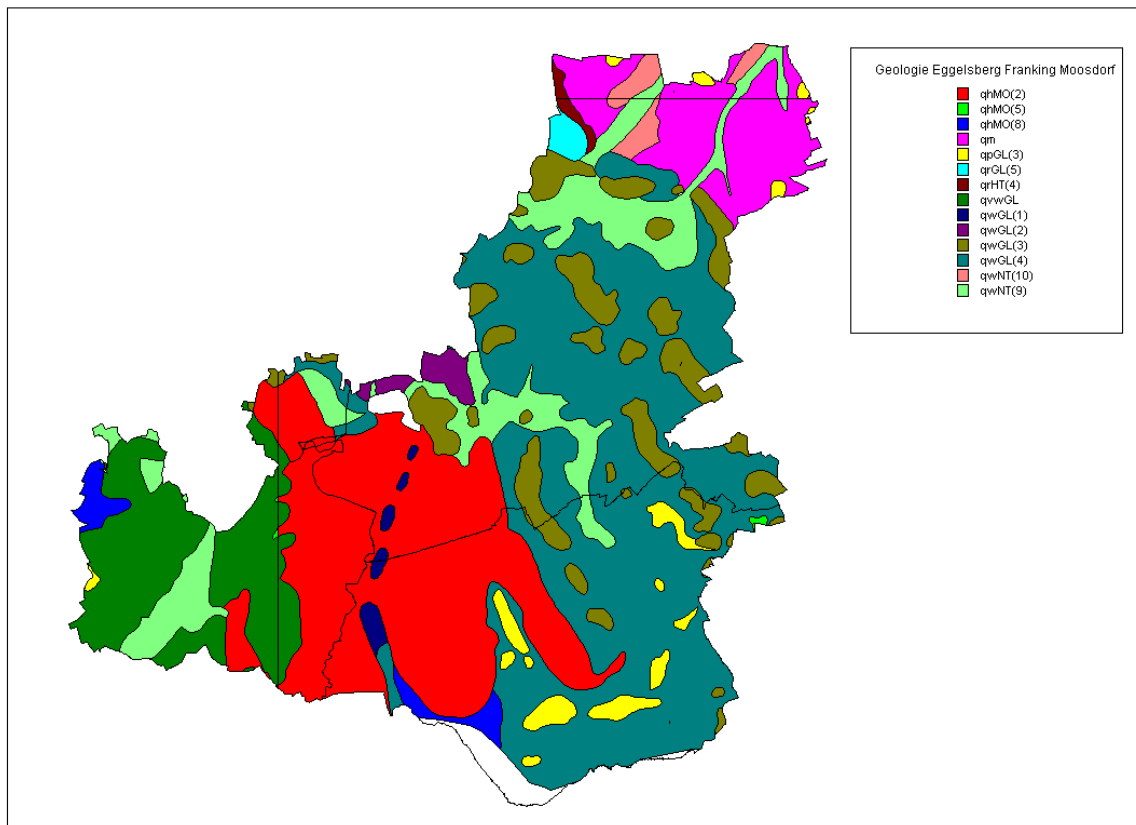 Geologie Eggelsberg Franking Moosdorf
qhMO(2)
qhMO(5)
qhMO(8)
qm
qpGL(3)
qrGL(5)
qrHT(4)
qvwGL
qwGL(1)
qwGL(2)
qwGL(3)
qwGL(4)
qwNT(10)
qwNT(9)